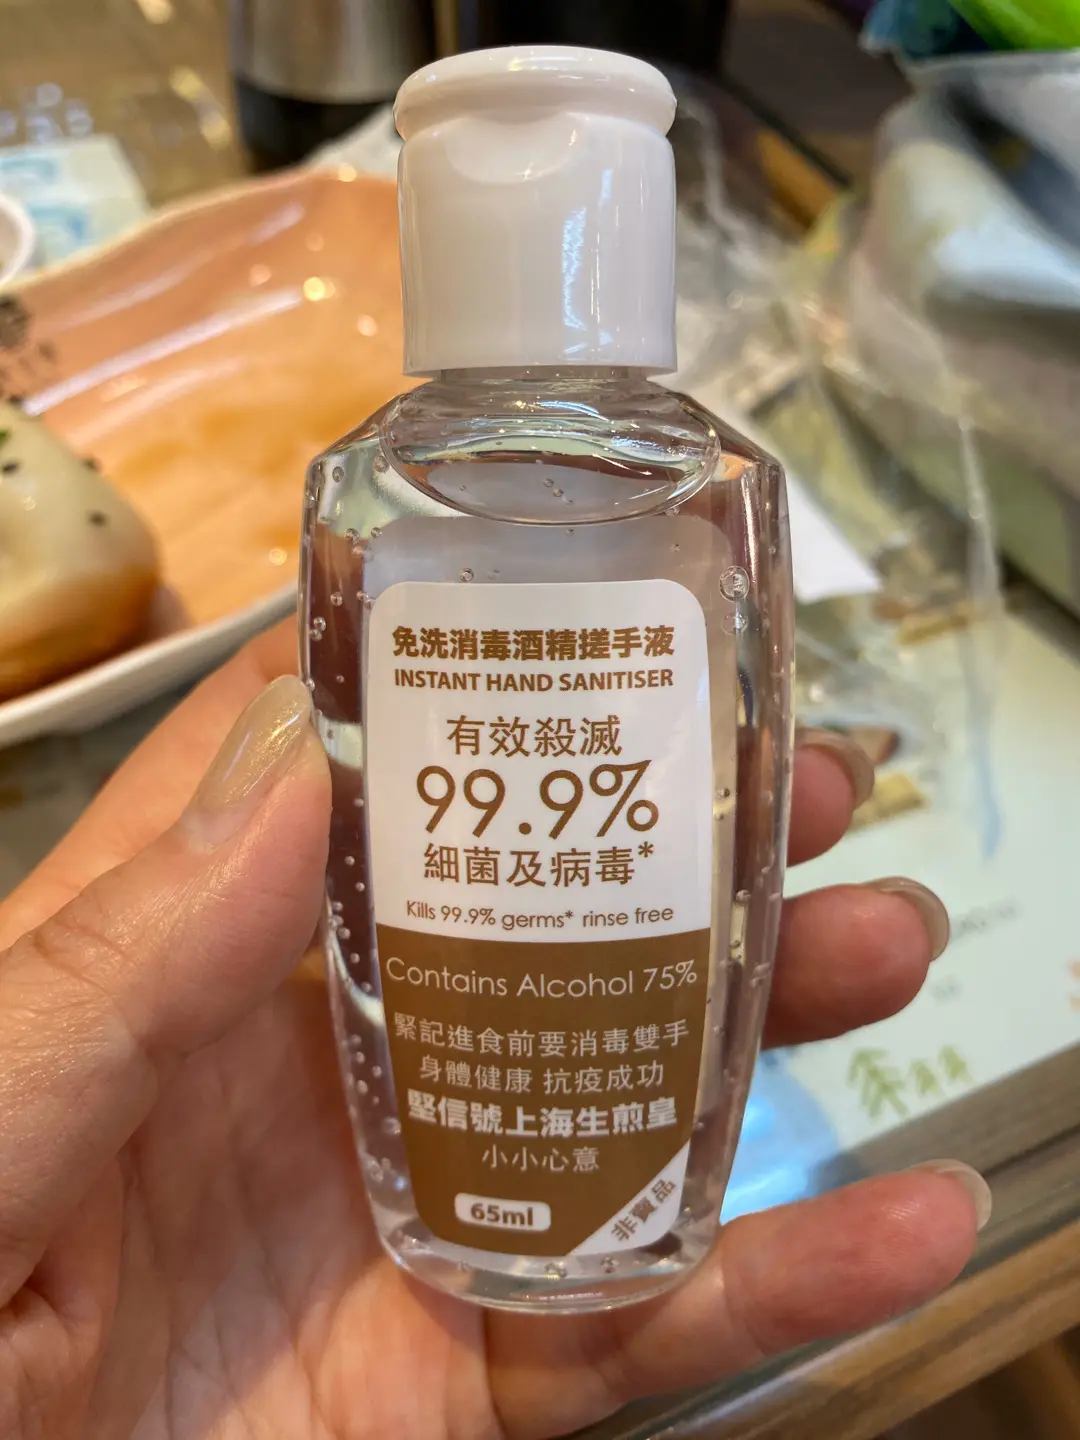 免洗消毒酒精搓手液
INSTANT HAND SANITISER
有效殺滅
99.9%
細菌及病毒*
Kills 99.9% germs* rinse free
Contains Alcohol 75%
緊記進食前要消毒雙手
身體健康 抗疫成功
堅信號上海生煎皇
小小心意
65ml
非賣品